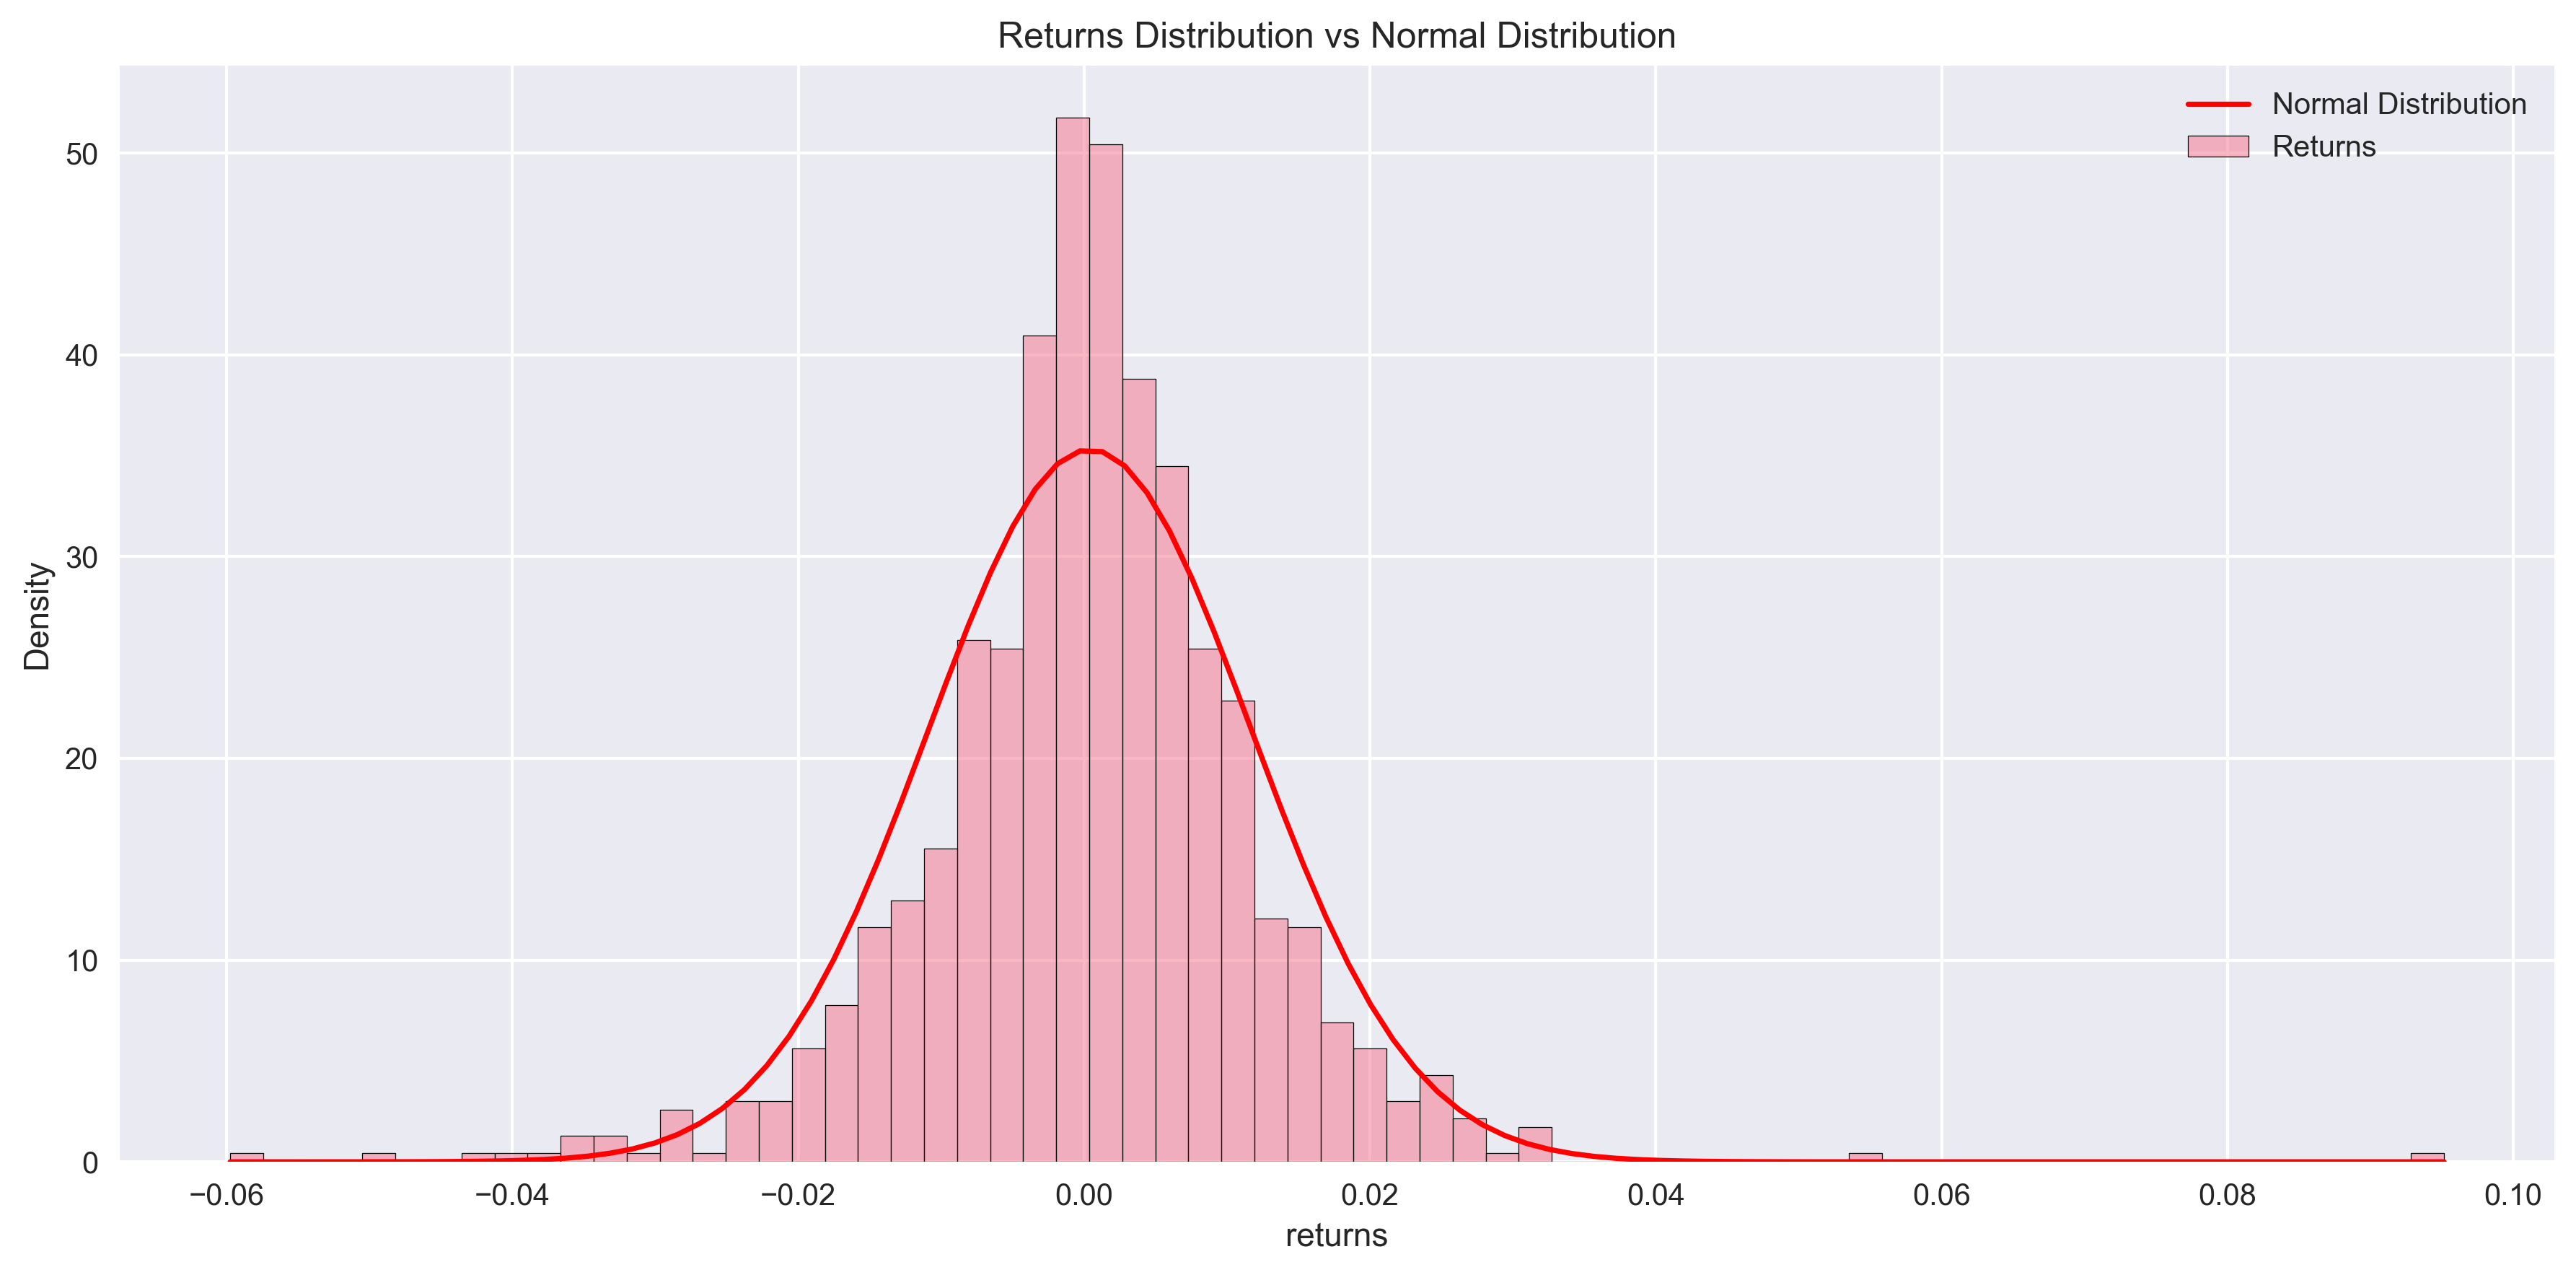 Returns Distribution vs Normal Distribution
Normal Distribution
Returns
Density
50
40
30
20
10
0
−0.06 −0.04 −0.02 0.00 0.02 0.04 0.06 0.08 0.10
returns